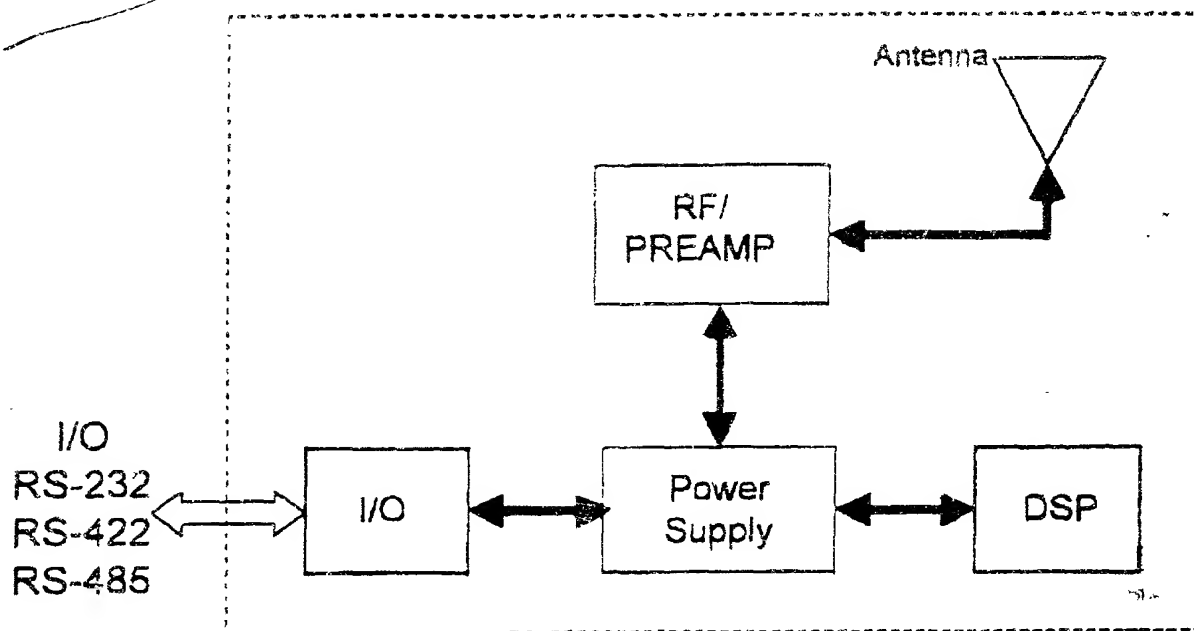 Antenna
RF/
PREAMP
I/O
RS-232
RS-422
RS-485
I/O
Power
Supply
DSP